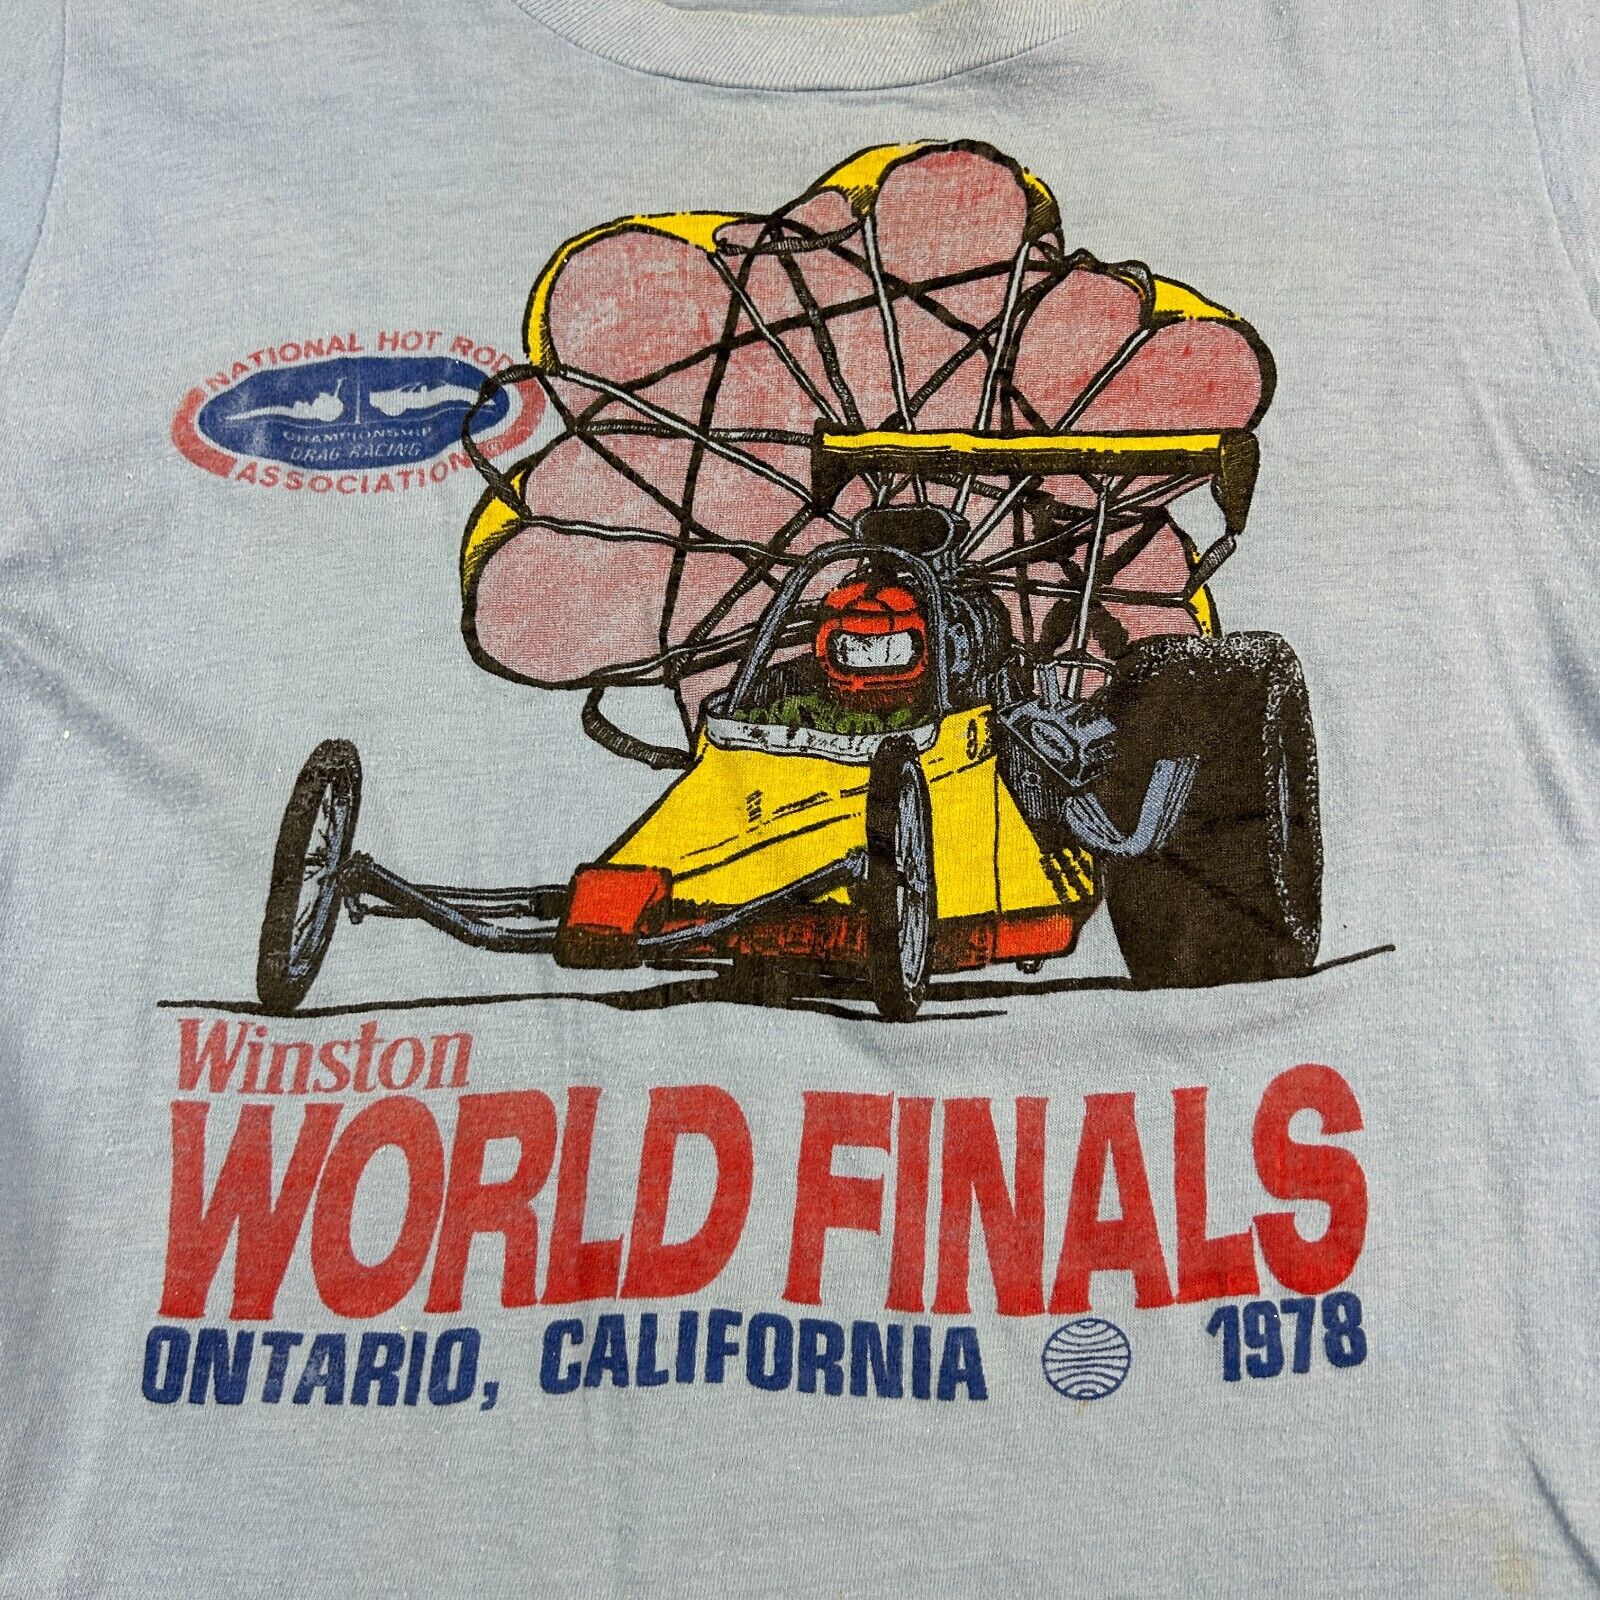 NATIONAL HOT ROD
CHAMPIONSHIP
DRAG RACING
ASSOCIATION ®
Winston
WORLD FINALS
ONTARIO, CALIFORNIA 1978